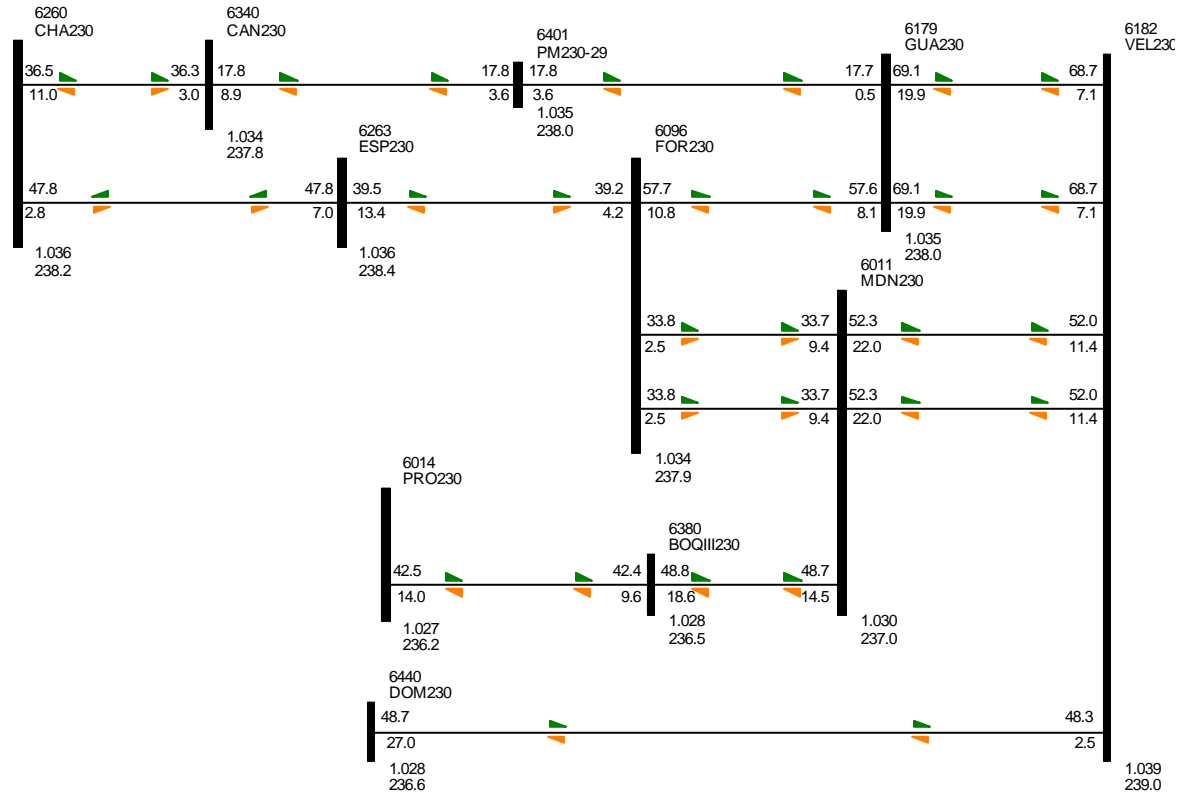 6260
CHA230
6340
CAN230
6401
PM230-29
6179
GUA230
6182
VEL230
36.5 36.3 17.8 17.8 17.8 17.7 69.1 68.7
11.0 3.0 8.9 3.6 3.6 0.5 19.9 7.1
1.034
237.8
1.035
238.0
6263
ESP230
6096
FOR230
47.8 47.8 39.5 39.2 57.7 57.6 69.1 68.7
2.8 7.0 13.4 4.2 10.8 8.1 19.9 7.1
1.036
238.2
1.036
238.4
1.035
238.0
6011
MDN230
33.8 33.7 52.3 52.0
2.5 9.4 22.0 11.4
33.8 33.7 52.3 52.0
2.5 9.4 22.0 11.4
1.034
237.9
6014
PRO230
6380
BOQIII230
42.5 42.4 48.8 48.7
14.0 9.6 18.6 14.5
1.027
236.2
1.028
236.5
1.030
237.0
6440
DOM230
48.7 48.3
27.0 2.5
1.028
236.6
1.039
239.0